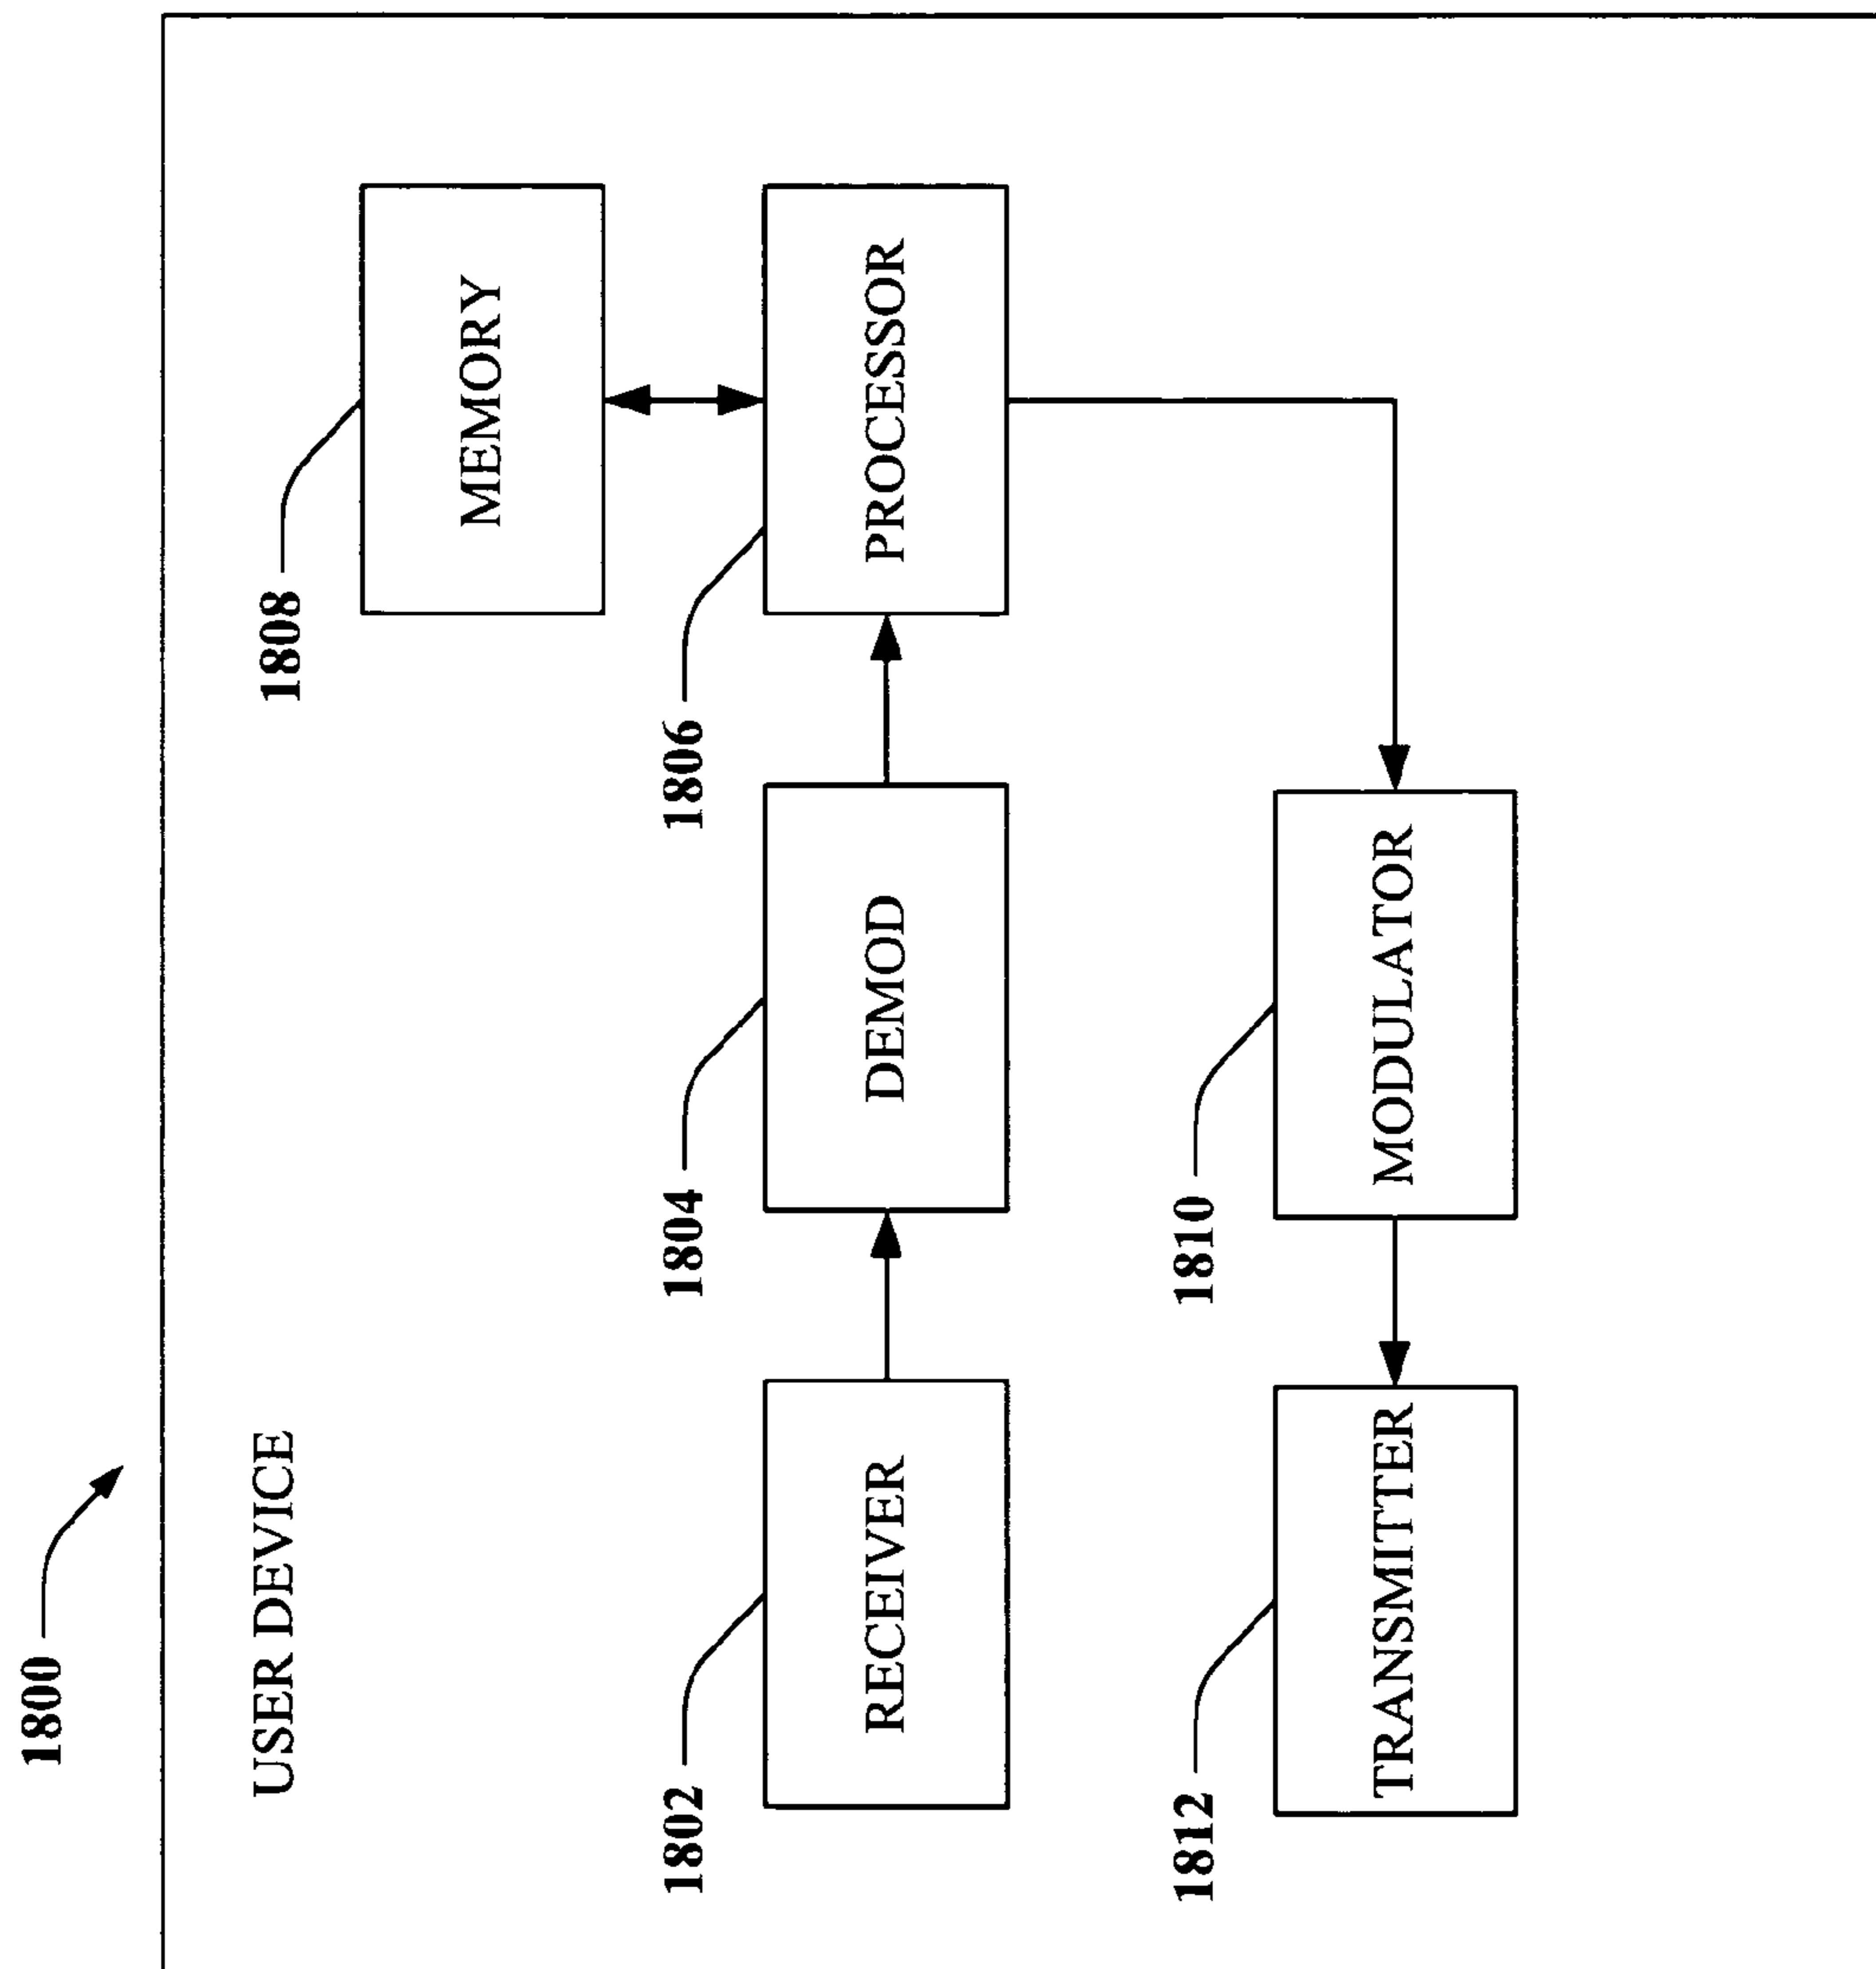 1800
USER DEVICE
1808
MEMORY
1802
RECEIVER
1804
DEMOD
1806
PROCESSOR
1812
TRANSMITTER
1810
MODULATOR